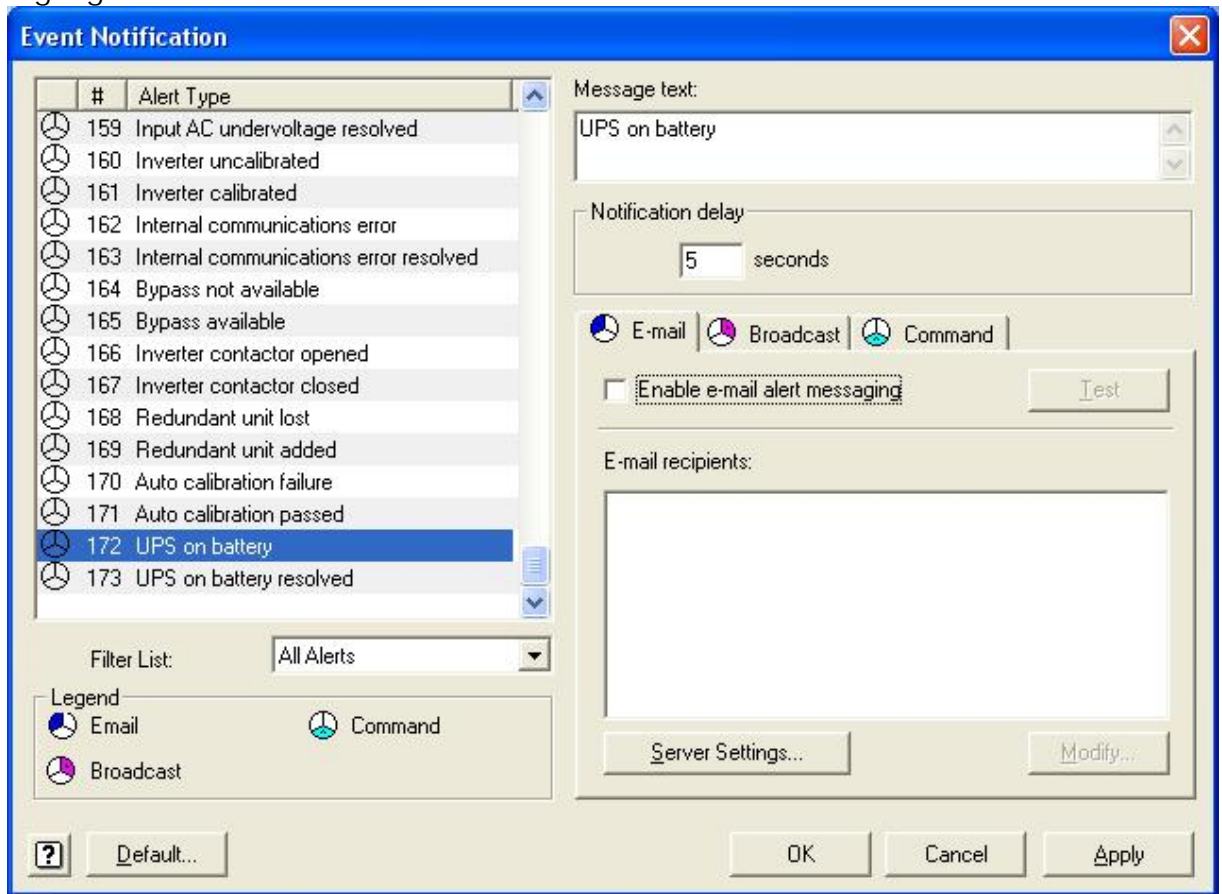 Event Notification
# Alert Type
159 Input AC undervoltage resolved
160 Inverter uncalibrated
161 Inverter calibrated
162 Internal communications error
163 Internal communications error resolved
164 Bypass not available
165 Bypass available
166 Inverter contactor opened
167 Inverter contactor closed
168 Redundant unit lost
169 Redundant unit added
170 Auto calibration failure
171 Auto calibration passed
172 UPS on battery
173 UPS on battery resolved
Filter List: All Alerts
Legend
Email Command
Broadcast
Message text:
UPS on battery
Notification delay
5 seconds
E-mail Broadcast Command
Enable e-mail alert messaging Test
E-mail recipients:
Server Settings... Modify...
? Default... OK Cancel Apply